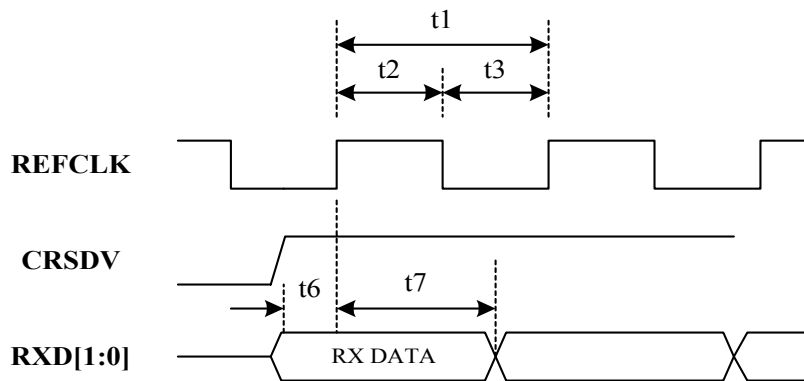 t1
t2 t3
REFCLK
CRSDV
t6 t7
RXD[1:0] RX DATA